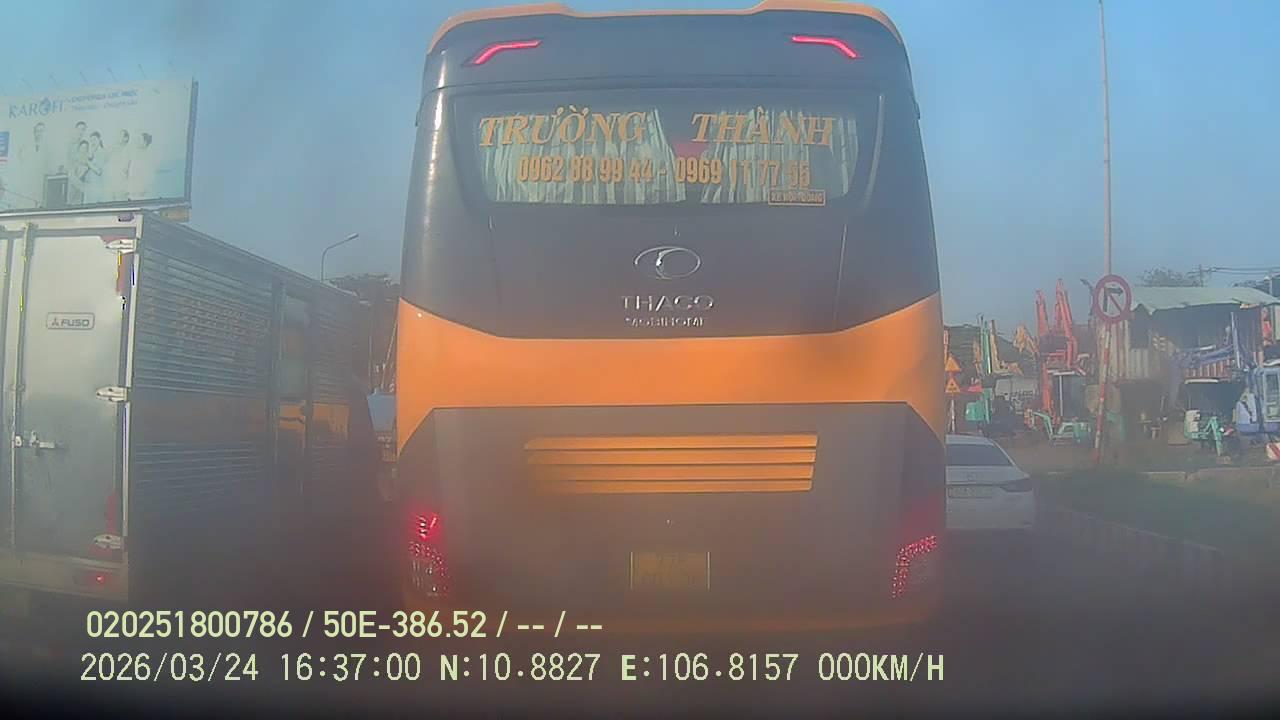 KAROFI
TRƯỜNG THÀNH
0962 88 99 44 - 0969 11 77 55
THACO
MOBIHOME
FUSO
020251800786 / 50E-386.52 / -- / --
2026/03/24 16:37:00 N:10.8827 E:106.8157 000KM/H